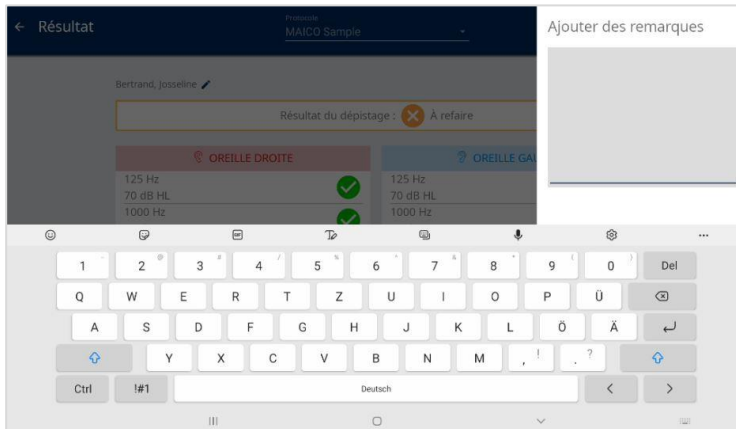 ← Résultat
Protocole
MAICO Sample
Ajouter des remarques
Bertrand, Josseline
Résultat du dépistage : À refaire
OREILLE DROITE
OREILLE GAU
125 Hz
70 dB HL
1000 Hz
125 Hz
70 dB HL
1000 Hz
GIF
1 2 @ 3 # 4 / 5 % 6 ^ 7 & 8 * 9 ( 0 ) Del
Q W E R T Z U I O P Ü
A S D F G H J K L Ö Ä
Y X C V B N M , ! . ?
Ctrl !#1 Deutsch < >